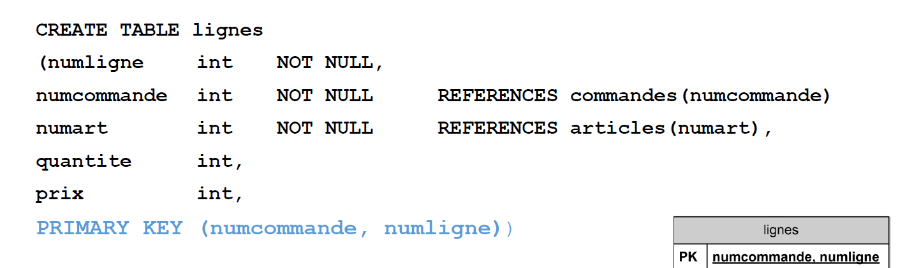 CREATE TABLE lignes
(numligne int NOT NULL,
numcommande int NOT NULL REFERENCES commandes(numcommande)
numart int NOT NULL REFERENCES articles(numart),
quantite int,
prix int,
PRIMARY KEY (numcommande, numligne))
lignes
PK numcommande, numligne